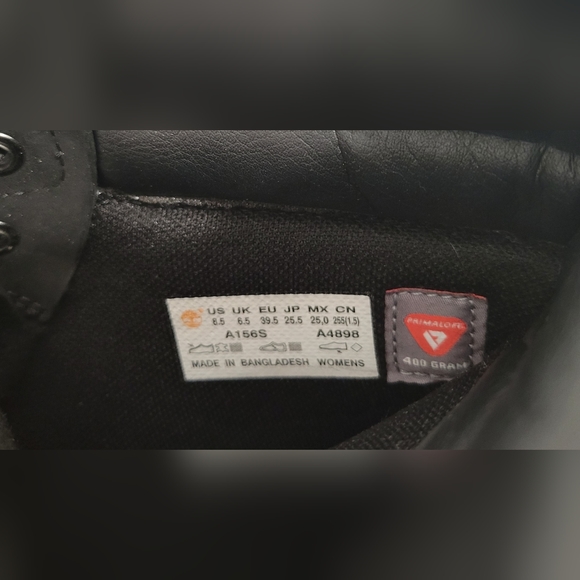 US UK EU JP MX CN
8.5 6.5 39.5 25.5 25,0 255(1.5)
A156S A4898
MADE IN BANGLADESH WOMENS
PRIMALOFT
400 GRAM